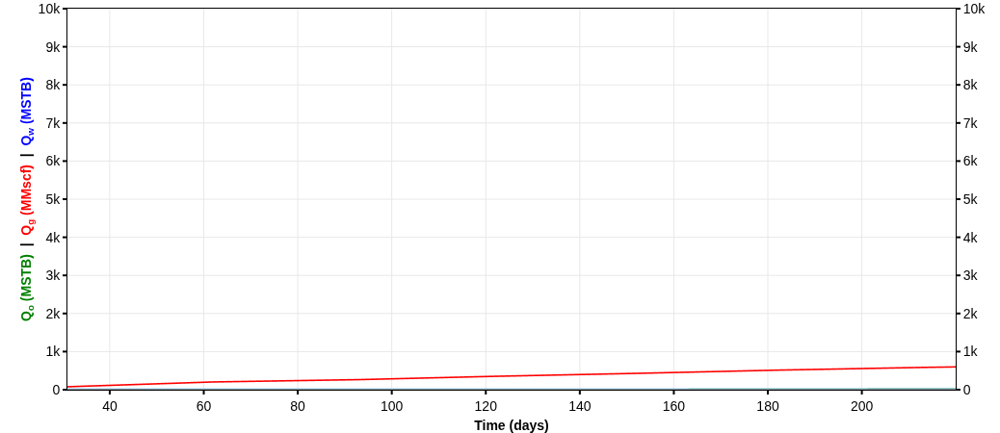 10k
9k
8k
7k
6k
5k
4k
3k
2k
1k
0
Qo (MSTB) | Qg (MMscf) | Qw (MSTB)
10k
9k
8k
7k
6k
5k
4k
3k
2k
1k
0
40 60 80 100 120 140 160 180 200
Time (days)